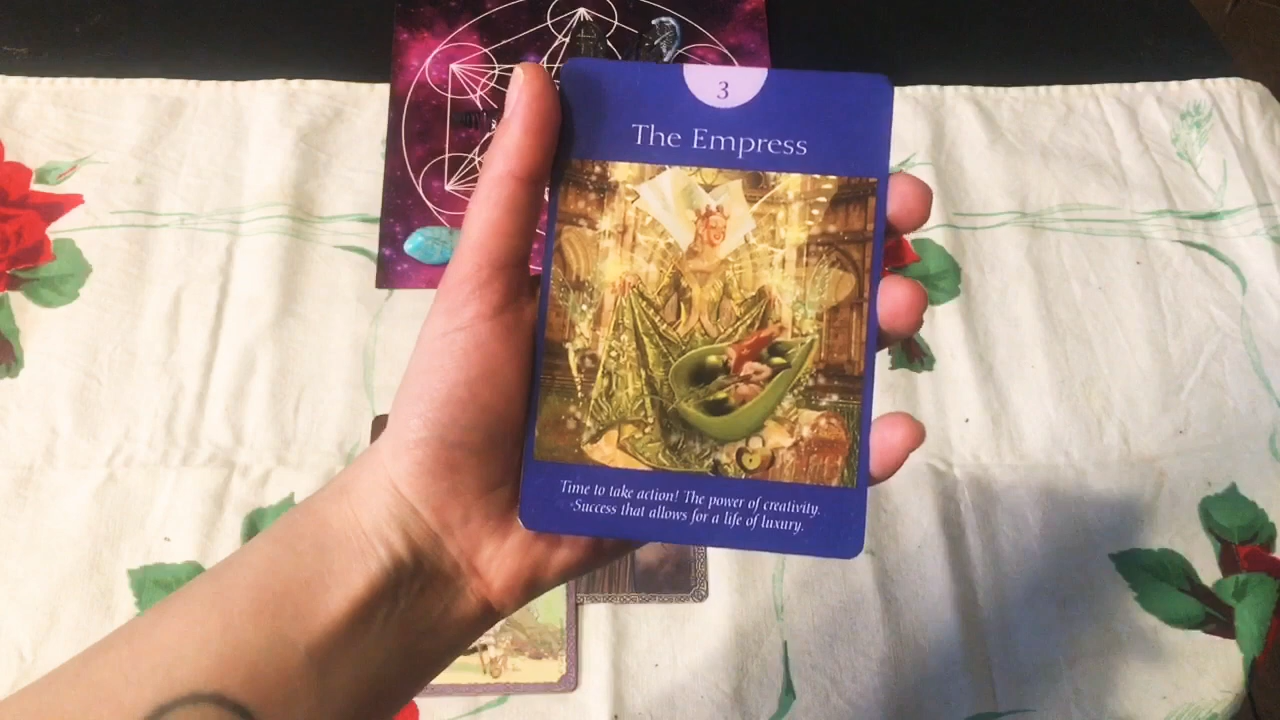 3
The Empress
Time to take action! The power of creativity.
Success that allows for a life of luxury.